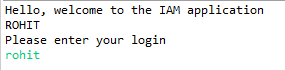 Hello, welcome to the IAM application
ROHIT
Please enter your login
rohit